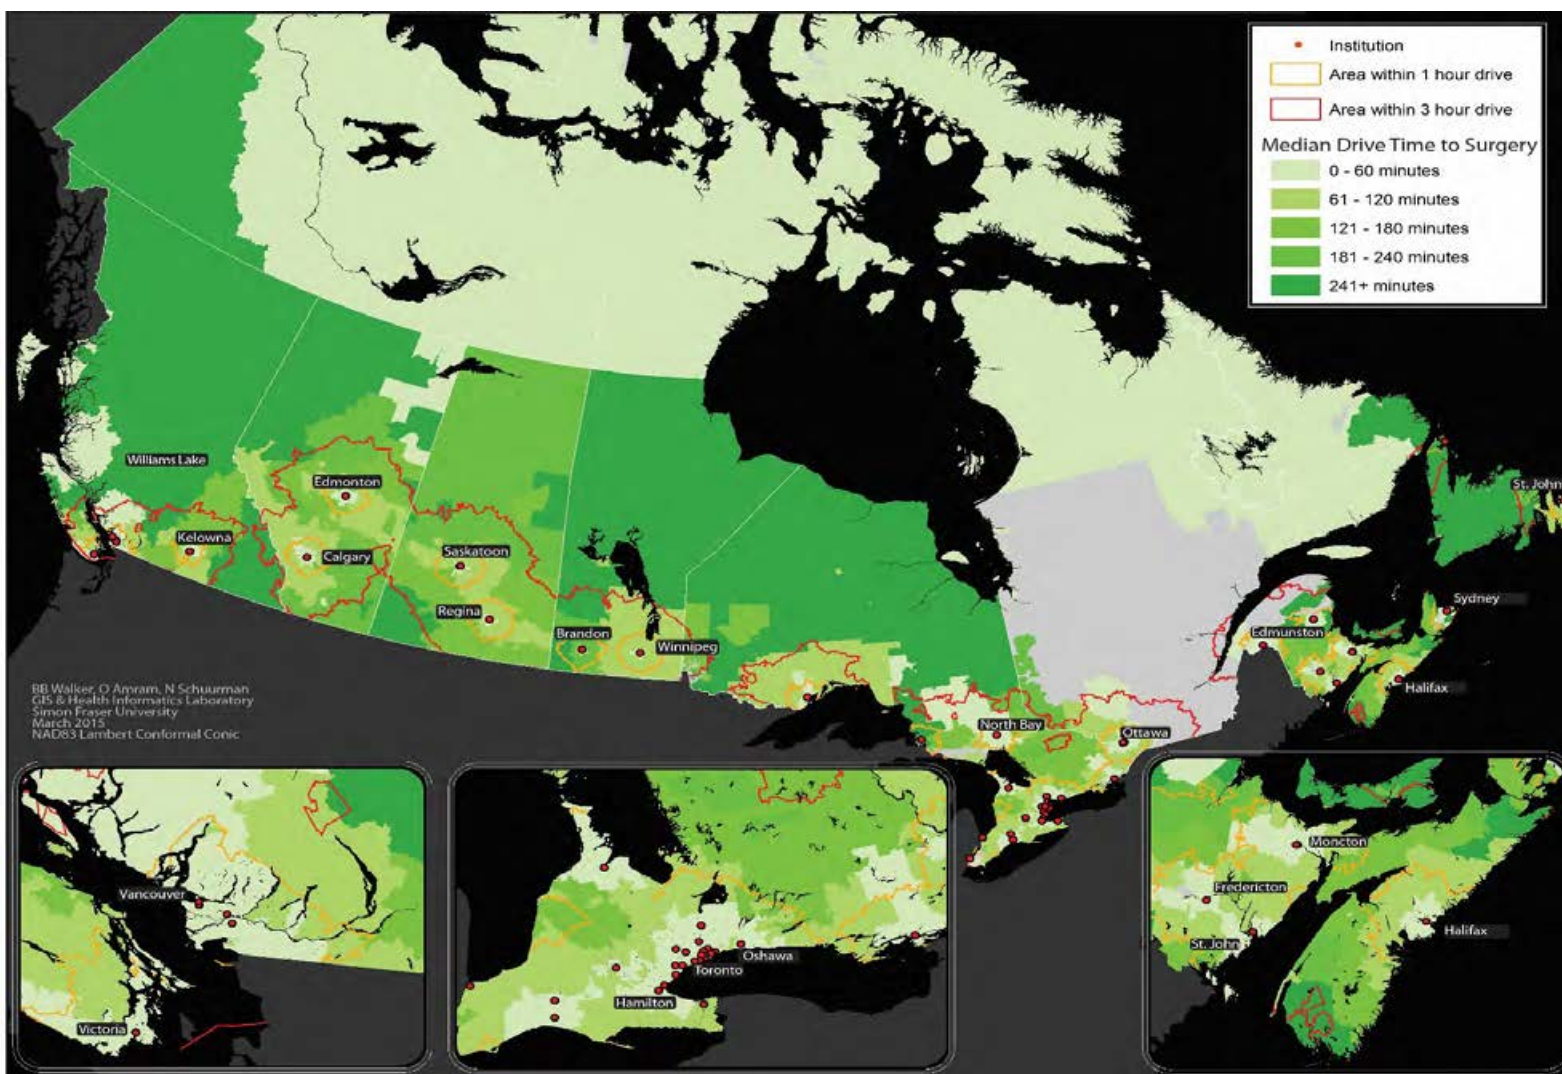 Institution
Area within 1 hour drive
Area within 3 hour drive
Median Drive Time to Surgery
0 - 60 minutes
61 - 120 minutes
121 - 180 minutes
181 - 240 minutes
241+ minutes
Williams Lake
Edmonton
Kelowna
Calgary
Saskatoon
Regina
Brandon
Winnipeg
North Bay
Ottawa
St. John
Sydney
Edmunston
Halifax
BB Walker, O Amram, N Schuurman
GIS & Health Informatics Laboratory
Simon Fraser University
March 2015
NAD83 Lambert Conformal Conic
Vancouver
Victoria
Oshawa
Toronto
Hamilton
Moncton
Fredericton
St. John
Halifax